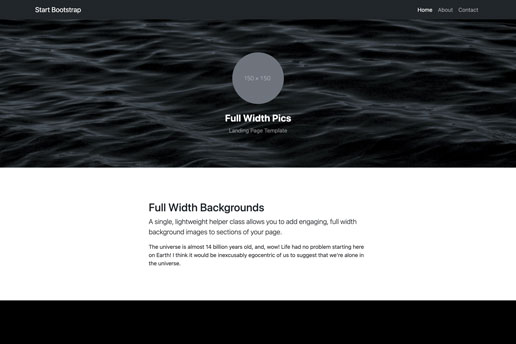 Start Bootstrap
Home About Contact
150 × 150
Full Width Pics
Landing Page Template
Full Width Backgrounds
A single, lightweight helper class allows you to add engaging, full width
background images to sections of your page.
The universe is almost 14 billion years old, and, wow! Life had no problem starting here
on Earth! I think it would be inexcusably egocentric of us to suggest that we're alone in
the universe.